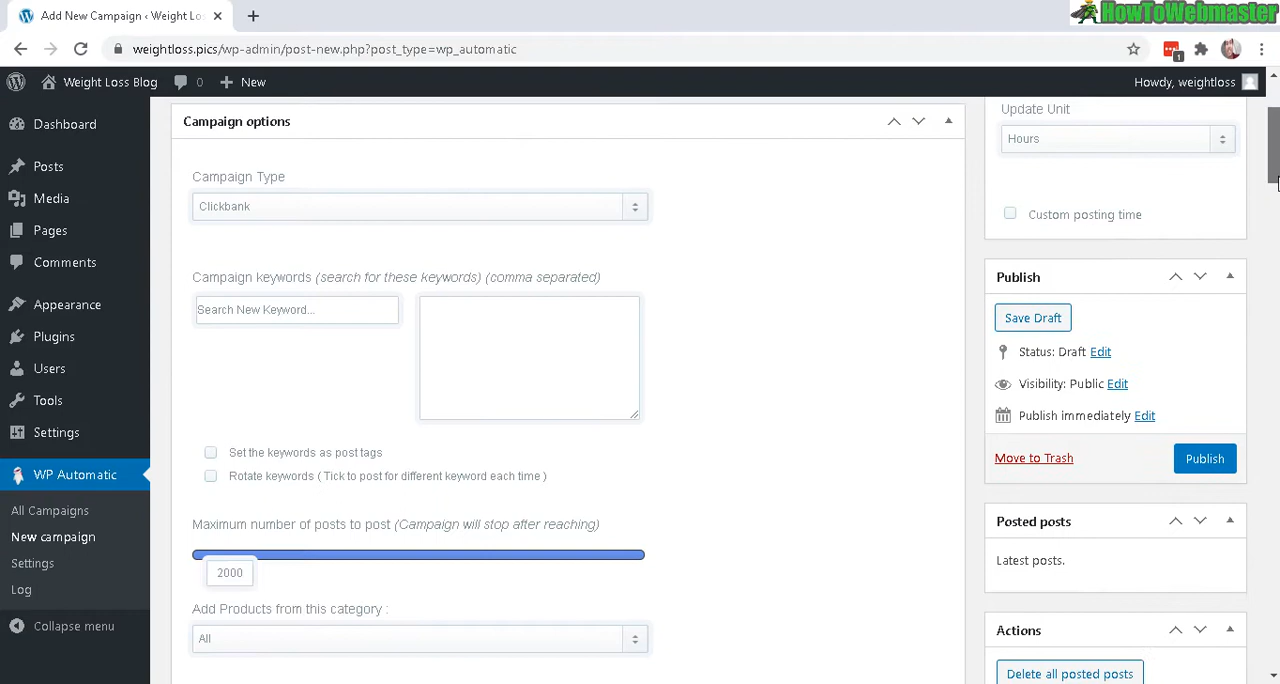 Add New Campaign ‹ Weight Lo
HowToWebmaster
weightloss.pics/wp-admin/post-new.php?post_type=wp_automatic
1
Weight Loss Blog
0
New
Howdy, weightloss
Dashboard
Posts
Media
Pages
Comments
Appearance
Plugins
Users
Tools
Settings
WP Automatic
All Campaigns
New campaign
Settings
Log
Collapse menu
Campaign options
Campaign Type
Clickbank
Campaign keywords (search for these keywords) (comma separated)
Search New Keyword...
Set the keywords as post tags
Rotate keywords ( Tick to post for different keyword each time )
Maximum number of posts to post (Campaign will stop after reaching)
2000
Add Products from this category :
All
Update Unit
Hours
Custom posting time
Publish
Save Draft
Status: Draft Edit
Visibility: Public Edit
Publish immediately Edit
Move to Trash
Publish
Posted posts
Latest posts.
Actions
Delete all posted posts